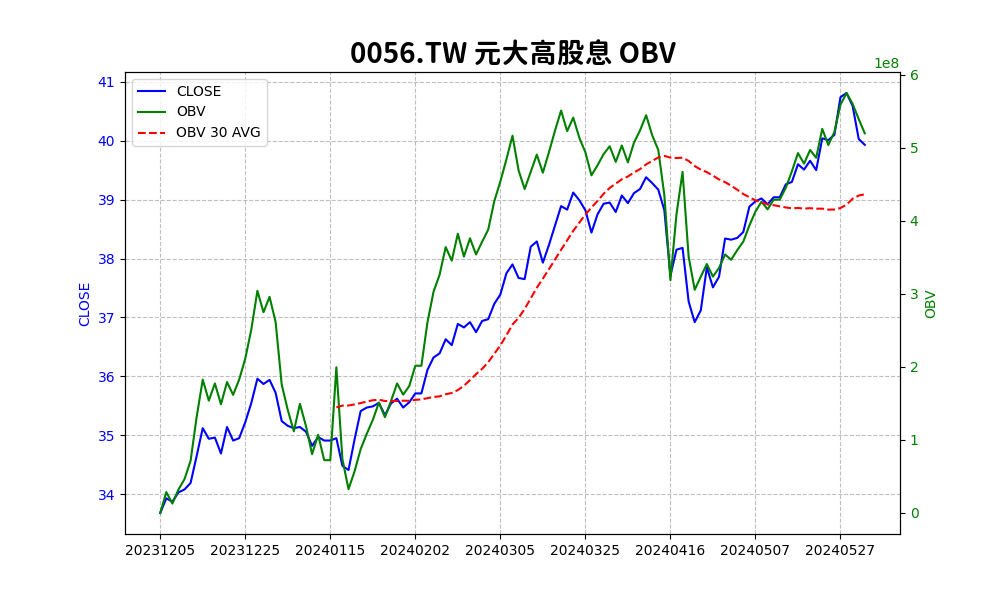 0056.TW 元大高股息 OBV
1e8
CLOSE
OBV
OBV 30 AVG
41
40
39
38
37
36
35
34
CLOSE
6
5
4
3
2
1
0
OBV
20231205 20231225 20240115 20240202 20240305 20240325 20240416 20240507 20240527